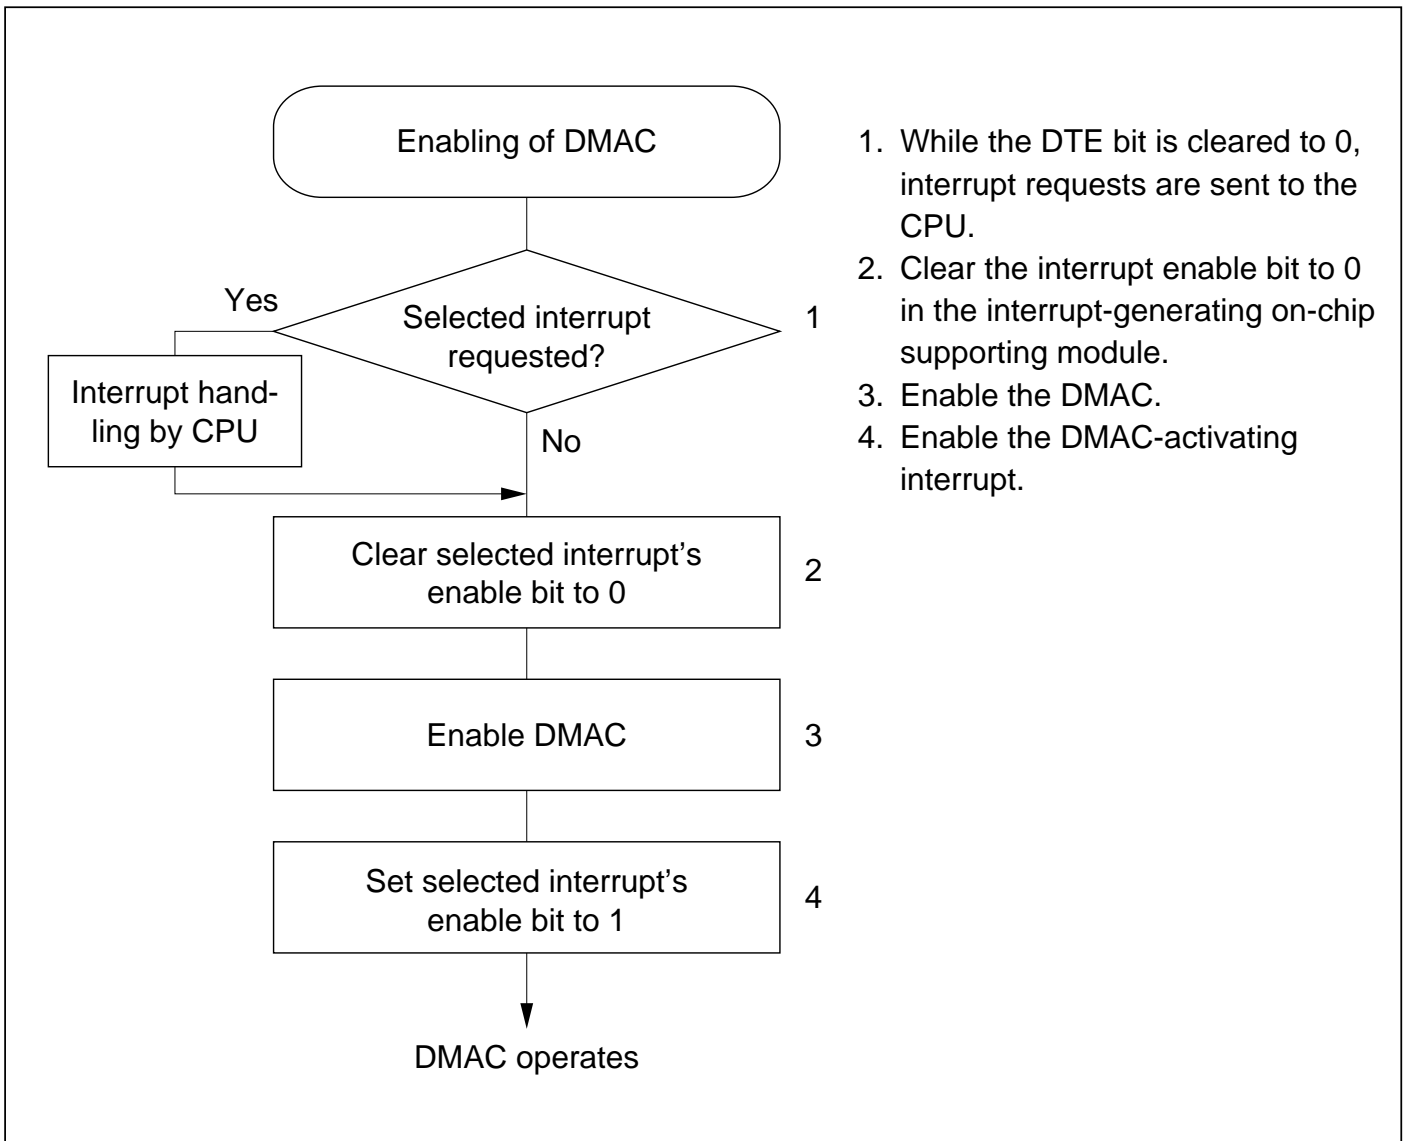 Enabling of DMAC
Yes
Selected interrupt
requested?
1
Interrupt hand-
ling by CPU
No
Clear selected interrupt’s
enable bit to 0
2
Enable DMAC
3
Set selected interrupt’s
enable bit to 1
4
DMAC operates
1. While the DTE bit is cleared to 0,
interrupt requests are sent to the
CPU.
2. Clear the interrupt enable bit to 0
in the interrupt-generating on-chip
supporting module.
3. Enable the DMAC.
4. Enable the DMAC-activating
interrupt.